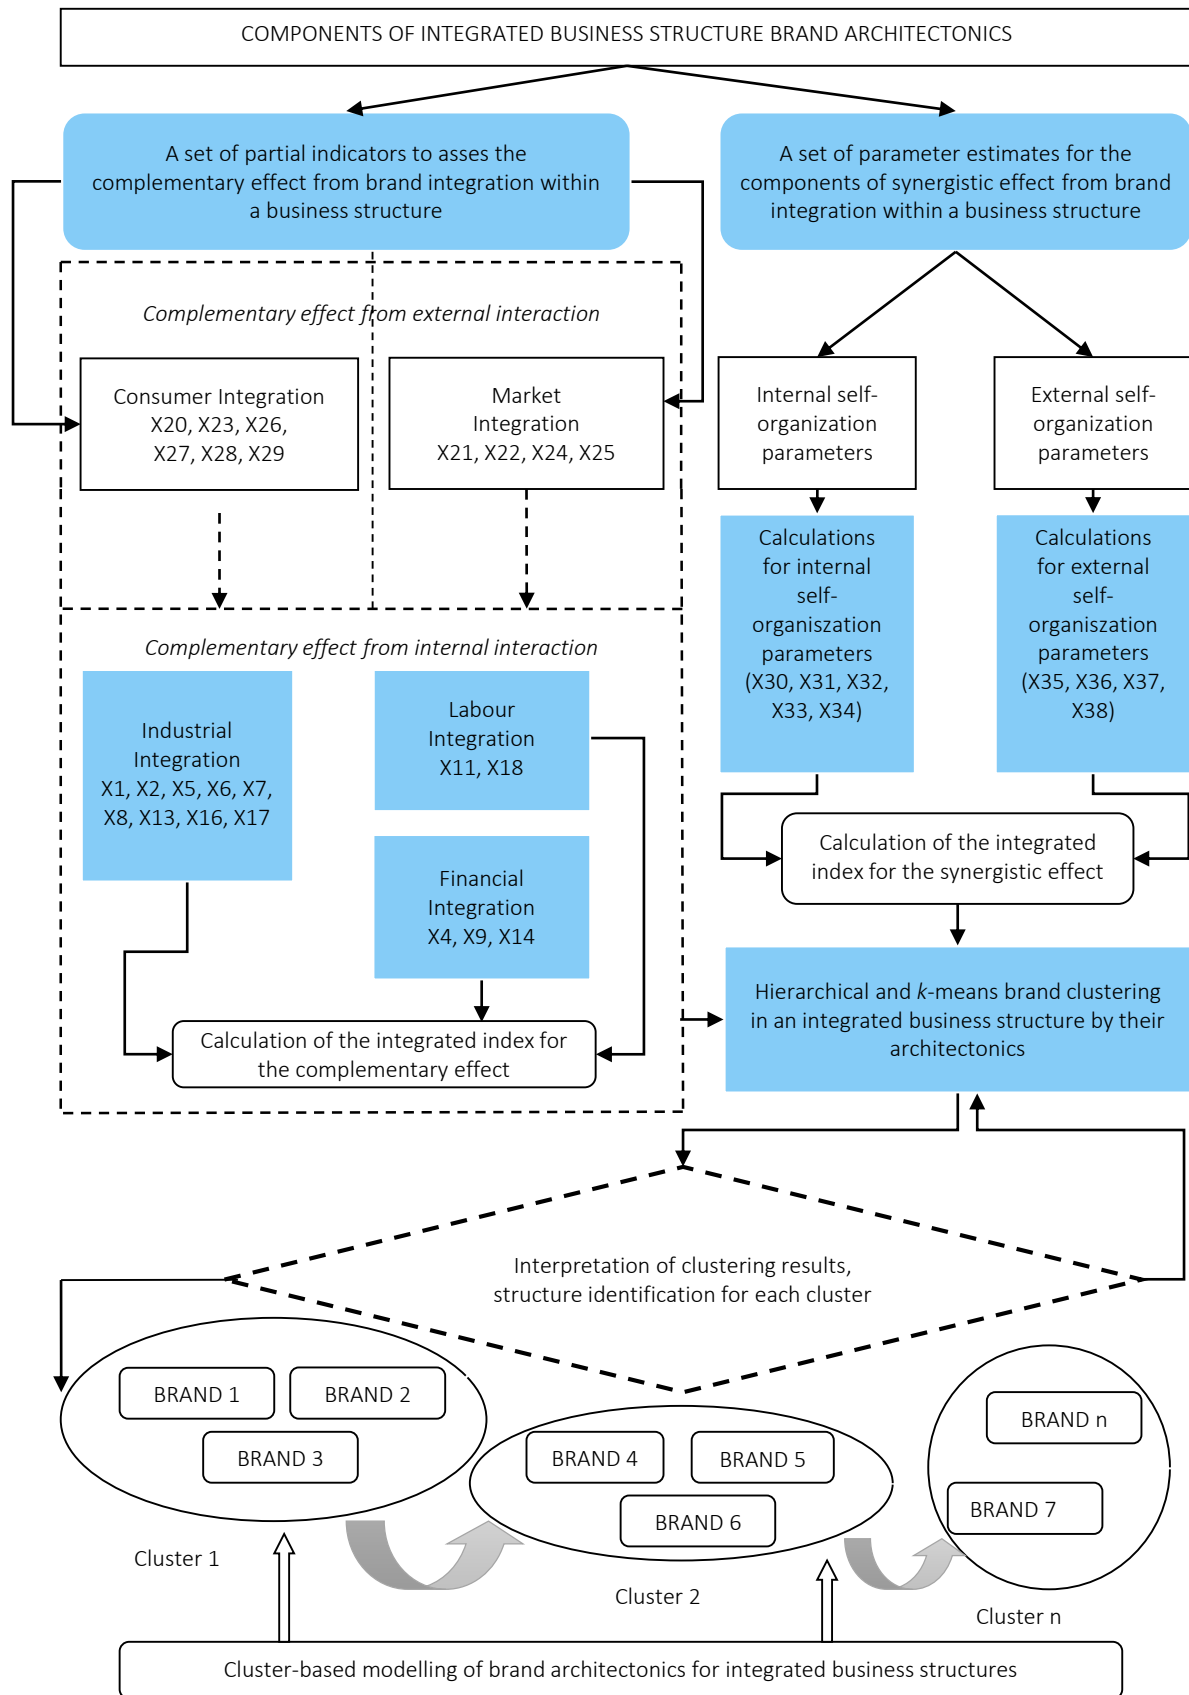 COMPONENTS OF INTEGRATED BUSINESS STRUCTURE BRAND ARCHITECTONICS
A set of partial indicators to asses the
complementary effect from brand integration within
a business structure
A set of parameter estimates for the
components of synergistic effect from brand
integration within a business structure
Complementary effect from external interaction
Consumer Integration
X20, X23, X26,
X27, X28, X29
Market
Integration
X21, X22, X24, X25
Internal self-
organization
parameters
External self-
organization
parameters
Calculations
for internal
self-
organiszation
parameters
(X30, X31, X32,
X33, X34)
Calculations
for external
self-
organiszation
parameters
(X35, X36, X37,
X38)
Complementary effect from internal interaction
Industrial
Integration
X1, X2, X5, X6, X7,
X8, X13, X16, X17
Labour
Integration
X11, X18
Financial
Integration
X4, X9, X14
Calculation of the integrated index for
the complementary effect
Calculation of the integrated
index for the synergistic effect
Hierarchical and k-means brand clustering
in an integrated business structure by their
architectonics
Interpretation of clustering results,
structure identification for each cluster
BRAND 1
BRAND 2
BRAND 3
BRAND 4
BRAND 5
BRAND 6
BRAND n
BRAND 7
Cluster 1
Cluster 2
Cluster n
Cluster-based modelling of brand architectonics for integrated business structures